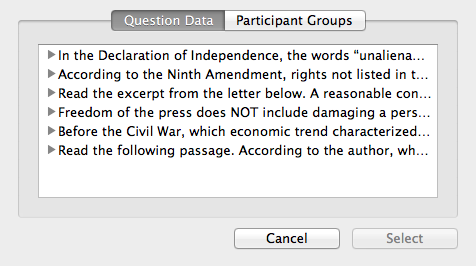 Question Data Participant Groups
In the Declaration of Independence, the words “unaliena...
According to the Ninth Amendment, rights not listed in t...
Read the excerpt from the letter below. A reasonable con...
Freedom of the press does NOT include damaging a pers...
Before the Civil War, which economic trend characterized...
Read the following passage. According to the author, wh...
Cancel Select